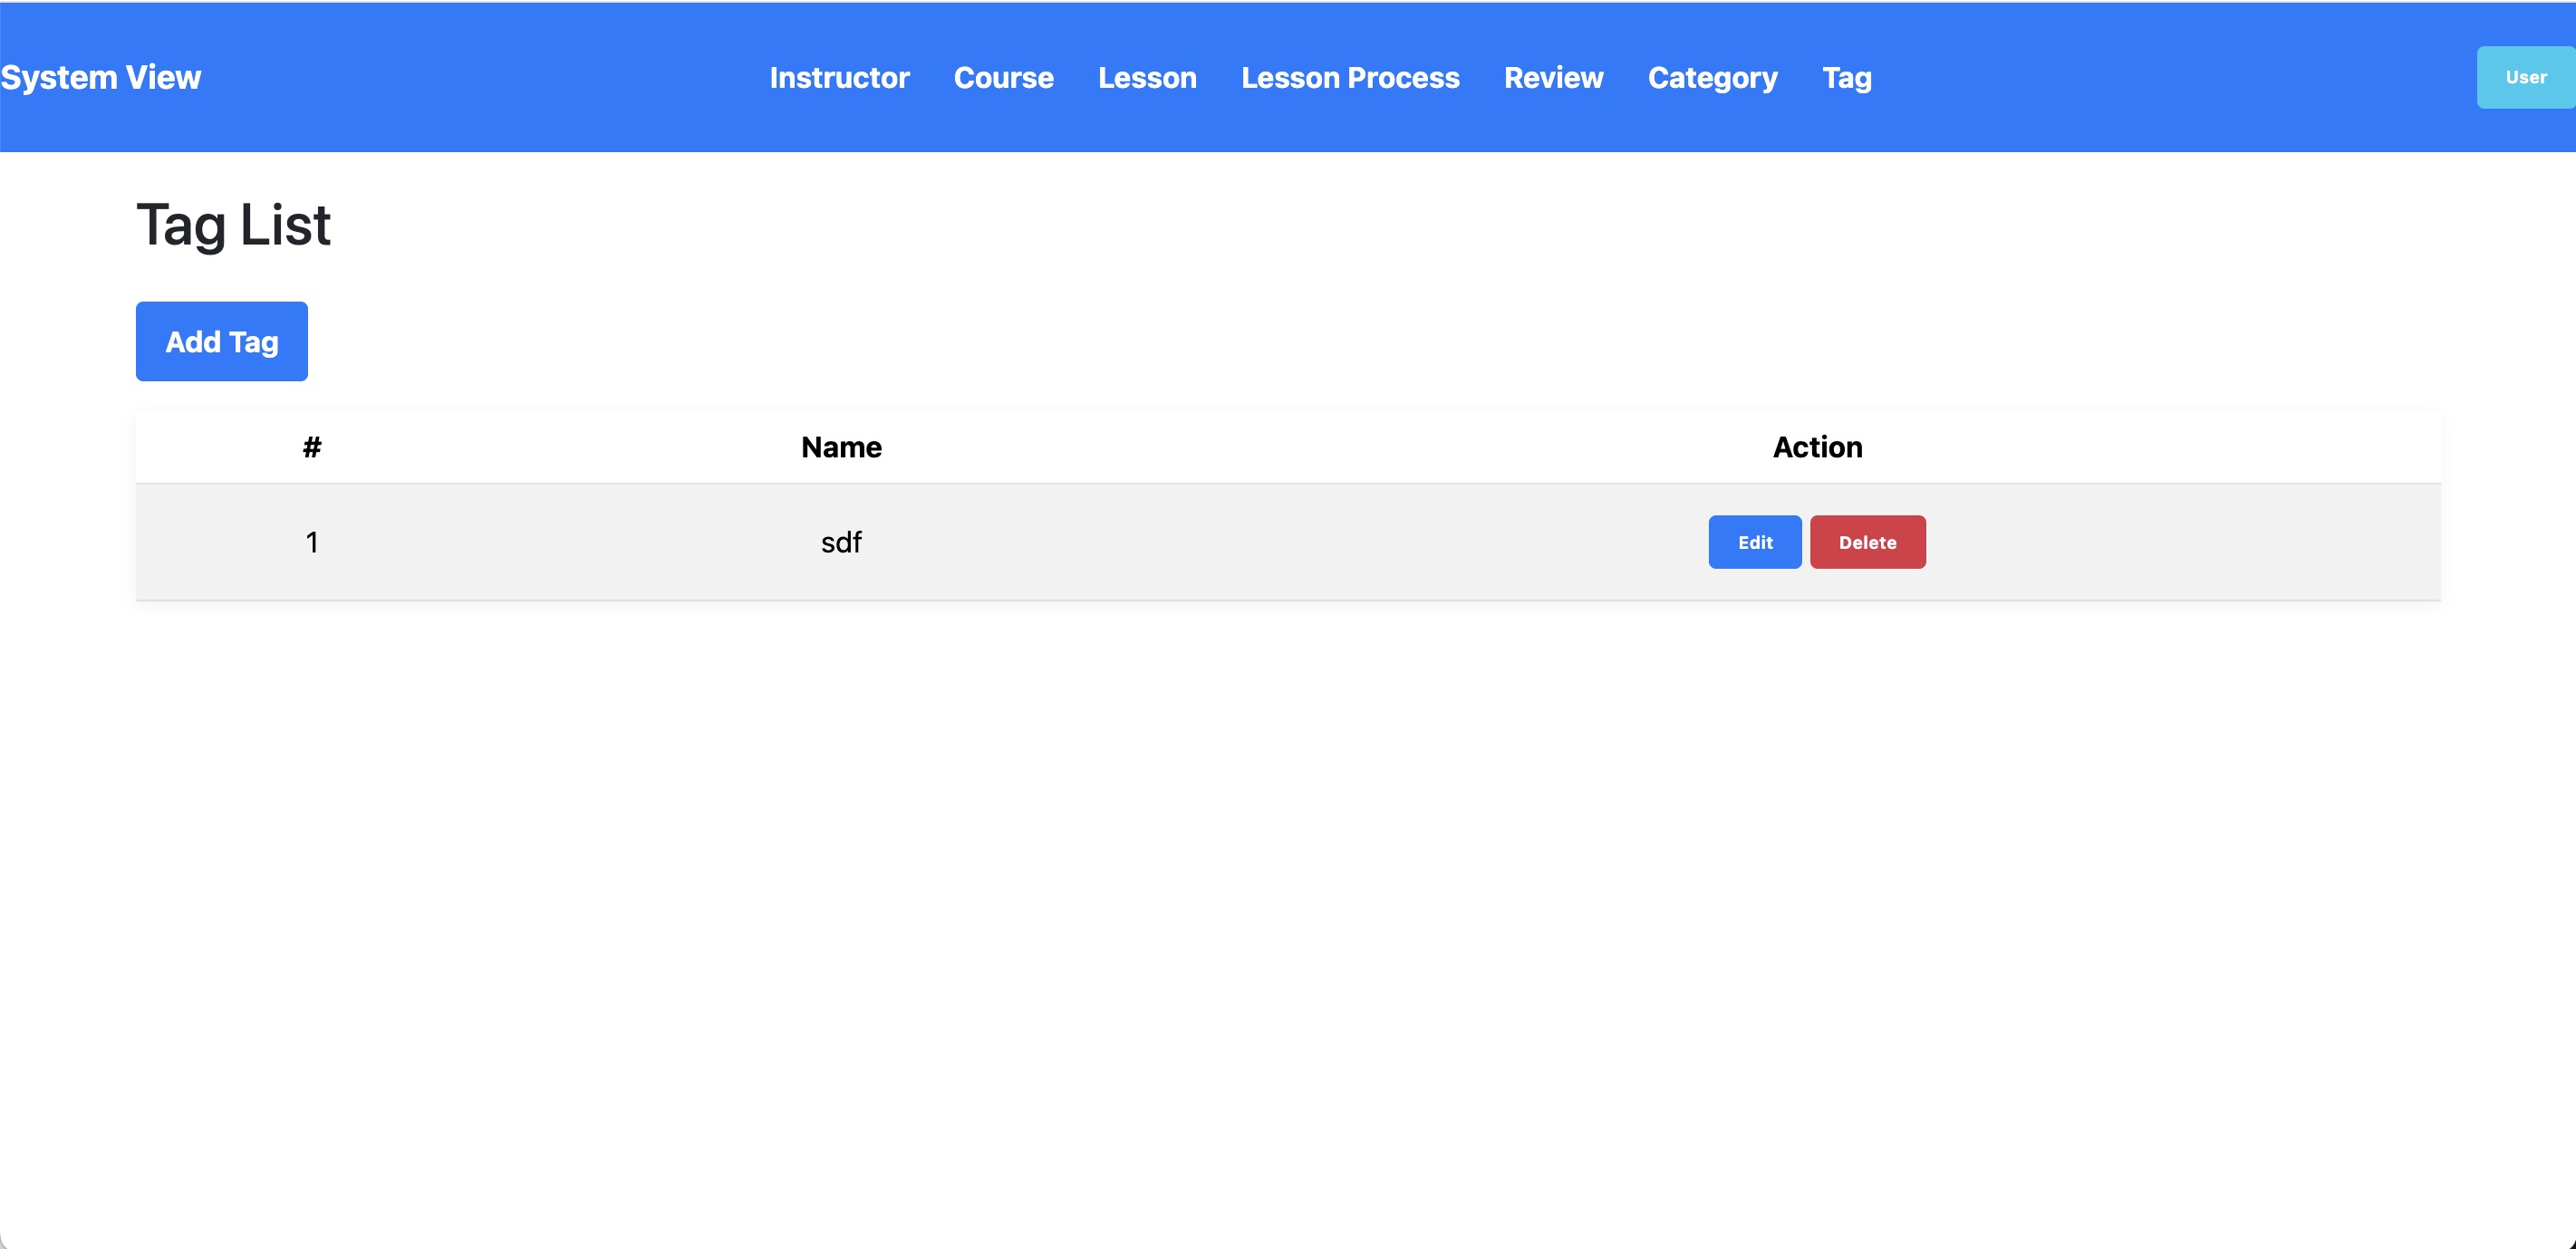 System View Instructor Course Lesson Lesson Process Review Category Tag User
Tag List
Add Tag
# Name Action
1 sdf Edit Delete